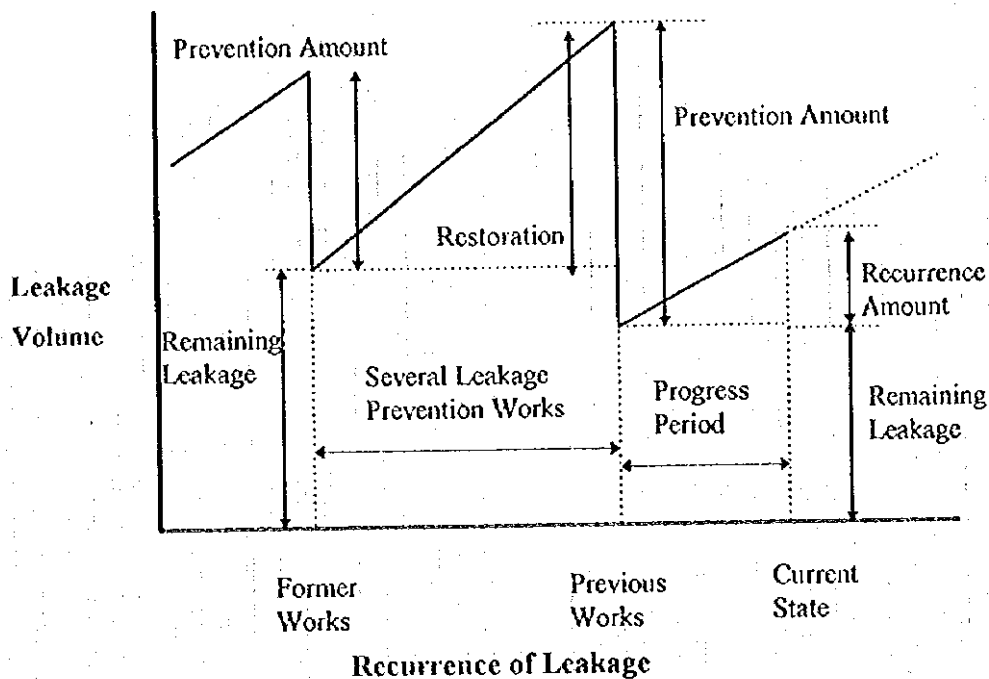 Prevention Amount
Prevention Amount
Restoration
Leakage
Volume
Recurrence
Amount
Remaining
Leakage
Several Leakage
Prevention Works
Progress
Period
Remaining
Leakage
Former
Works
Previous
Works
Current
State
Recurrence of Leakage